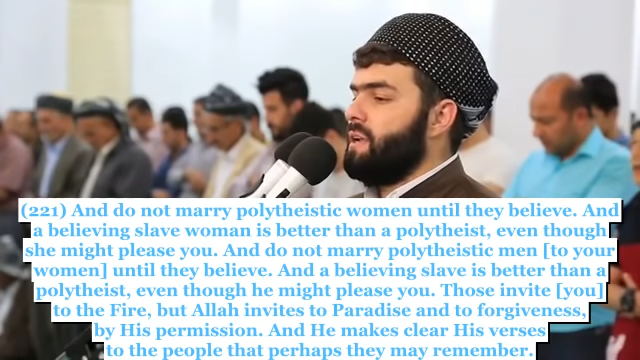 (221) And do not marry polytheistic women until they believe. And
a believing slave woman is better than a polytheist, even though
she might please you. And do not marry polytheistic men [to your
women] until they believe. And a believing slave is better than a
polytheist, even though he might please you. Those invite [you]
to the Fire, but Allah invites to Paradise and to forgiveness,
by His permission. And He makes clear His verses
to the people that perhaps they may remember.